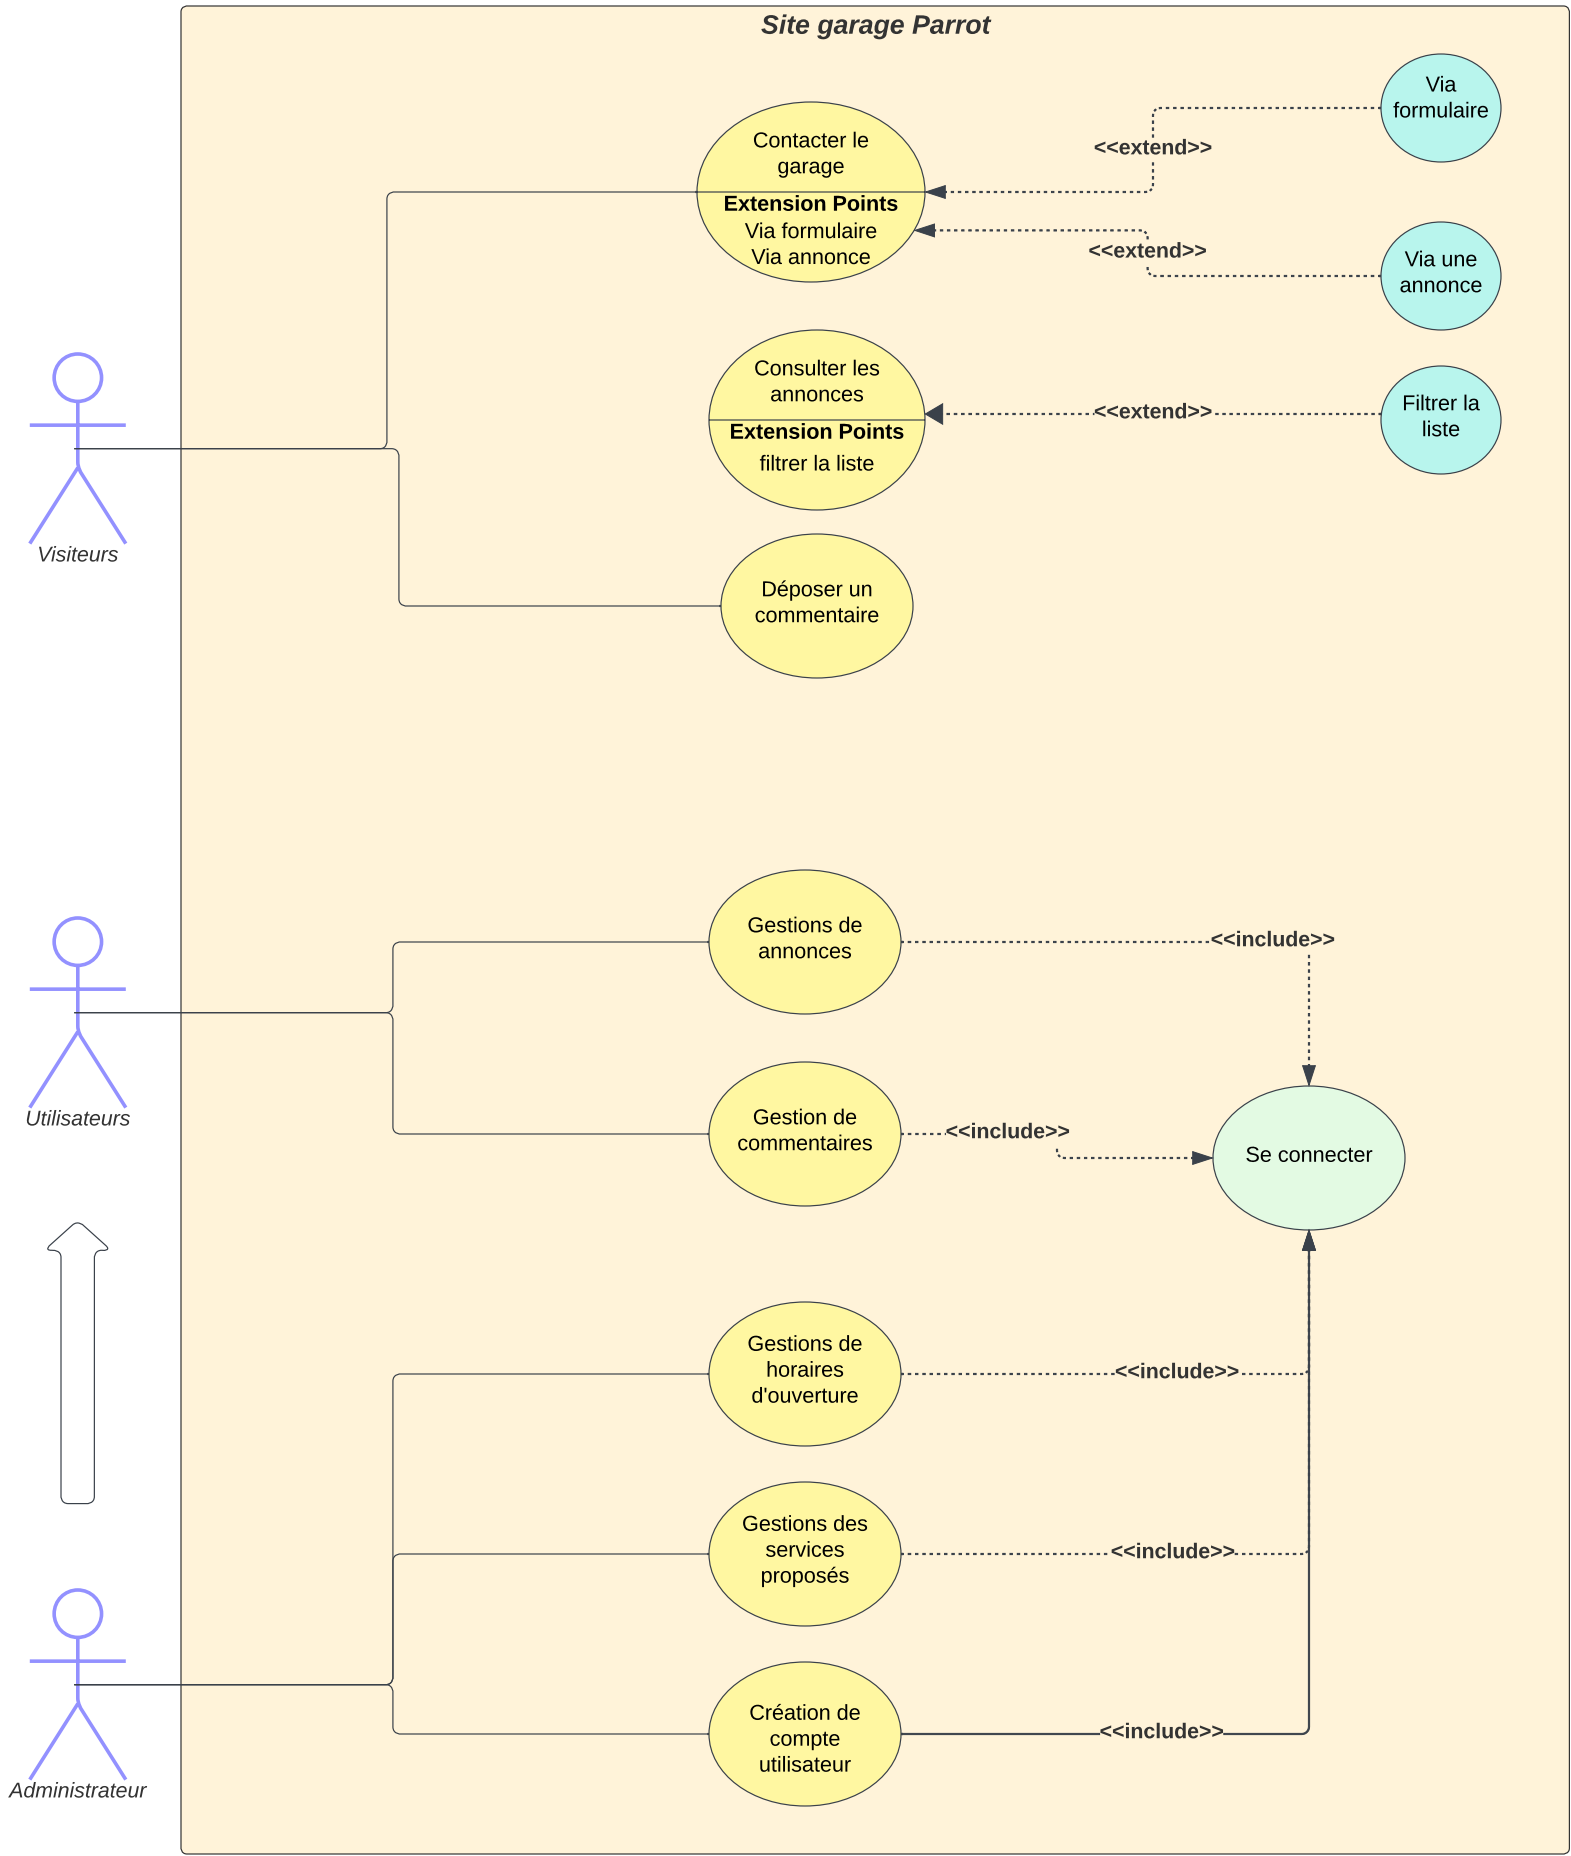 Site garage Parrot
Via
formulaire
Contacter le
garage
<<extend>>
Extension Points
Via formulaire
Via annonce
<<extend>>
Via une
annonce
Consulter les
annonces
Extension Points
filtrer la liste
<<extend>>
Filtrer la
liste
Visiteurs
Déposer un
commentaire
Gestions de
annonces
<<include>>
Utilisateurs
Gestion de
commentaires
<<include>>
Se connecter
Gestions de
horaires
d'ouverture
<<include>>
Gestions des
services
proposés
<<include>>
Création de
compte
utilisateur
<<include>>
Administrateur